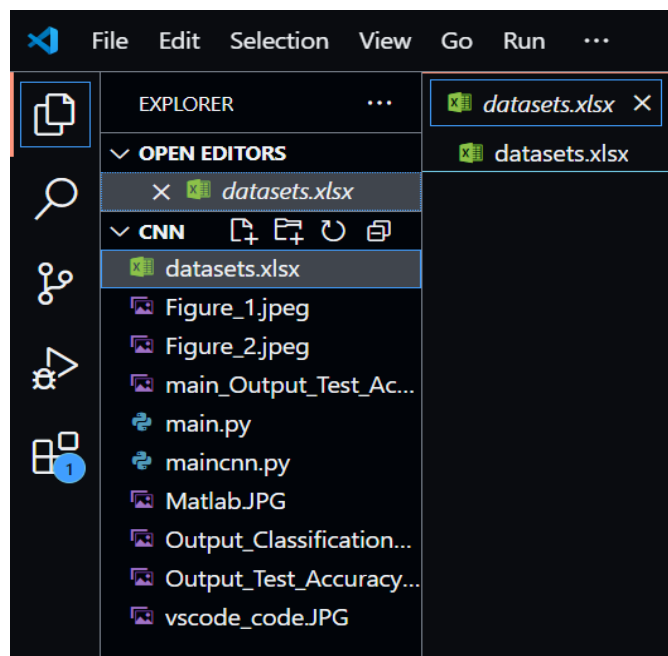 File Edit Selection View Go Run ...
EXPLORER ...
OPEN EDITORS
datasets.xlsx
CNN
datasets.xlsx
Figure_1.jpeg
Figure_2.jpeg
main_Output_Test_Ac...
main.py
maincnn.py
Matlab.JPG
Output_Classification...
Output_Test_Accuracy...
vscode_code.JPG
1
datasets.xlsx
datasets.xlsx